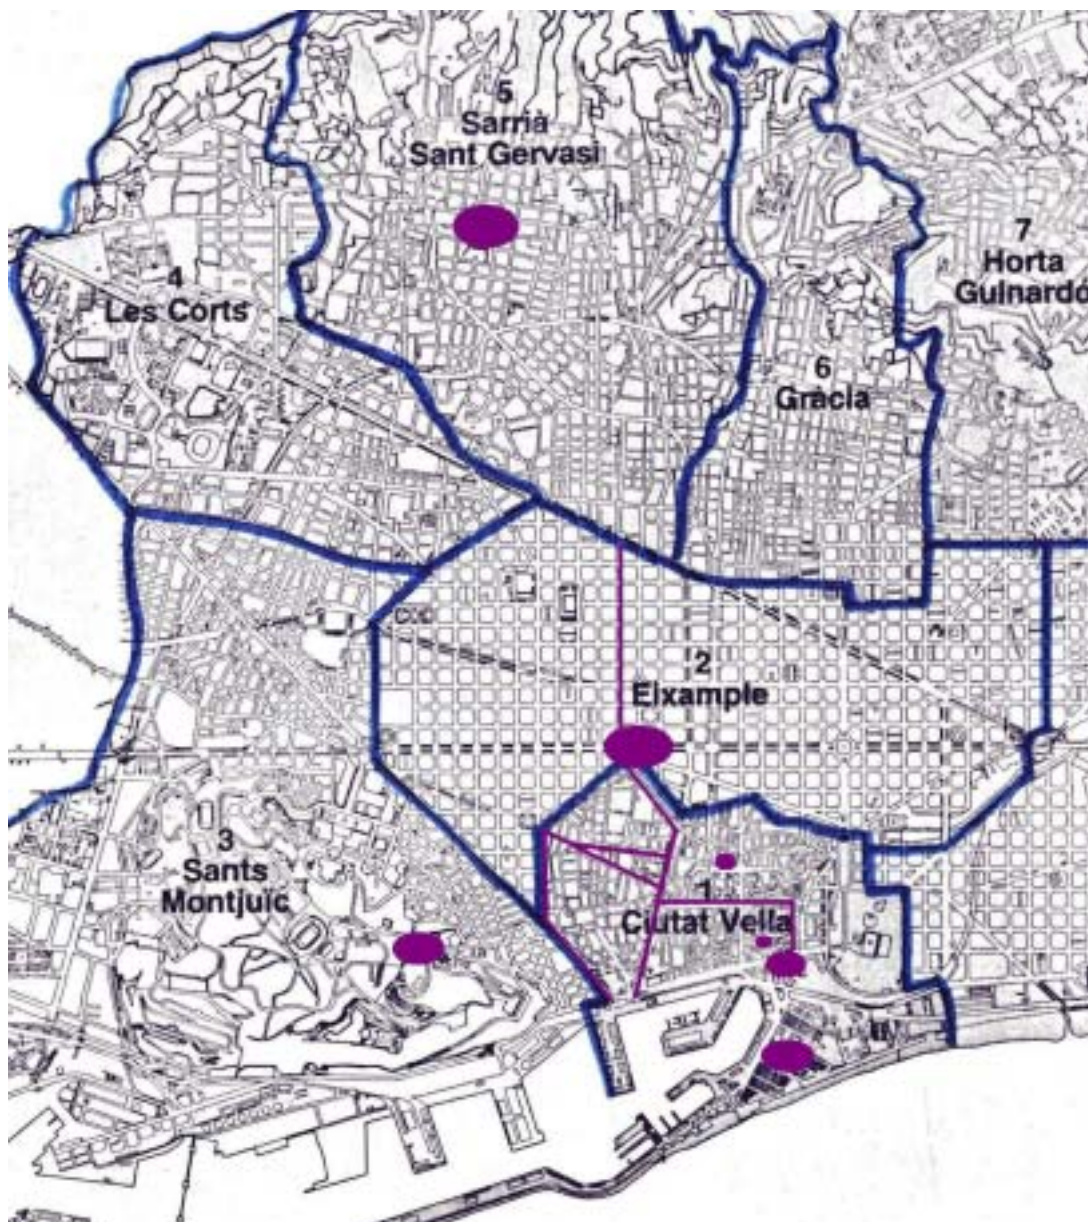 5
Sarrià
Sant Gervasi
7
Horta
Guinardó
4
Les Corts
6
Gràcia
2
Eixample
3
Sants
Montjuïc
1
Ciutat Vella